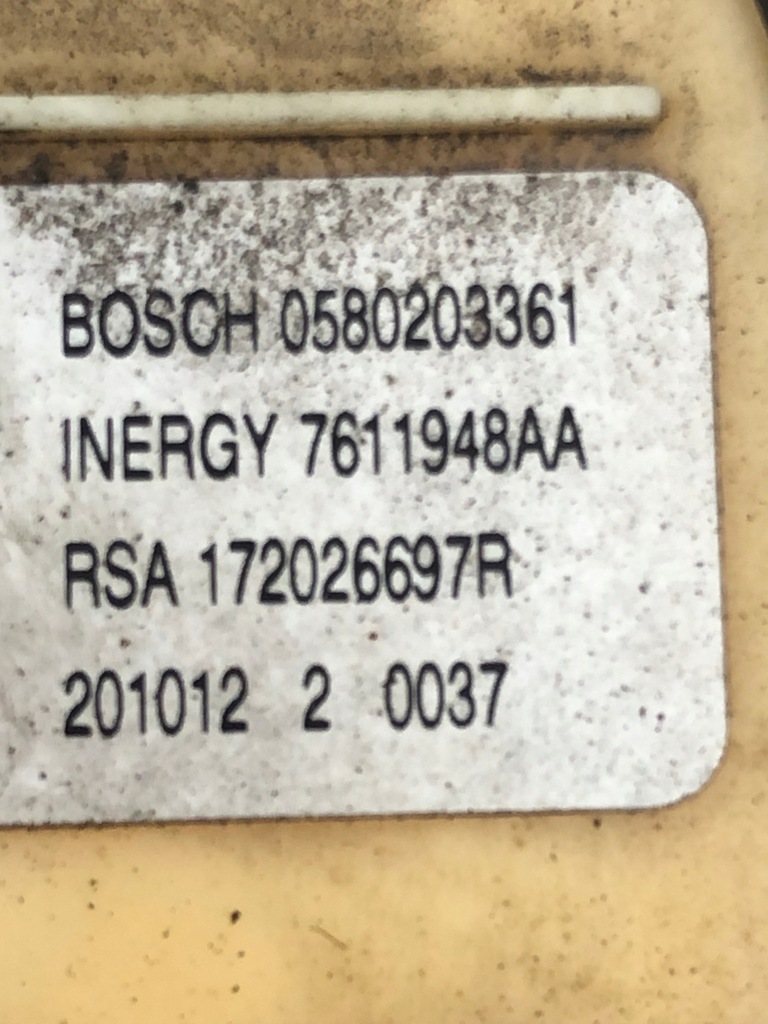 BOSCH 0580203361
INERGY 7611948AA
RSA 172026697R
201012 2 0037